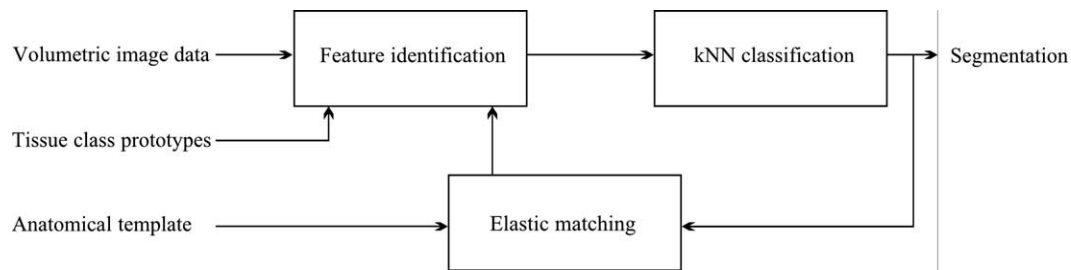 Volumetric image data
Feature identification
kNN classification
Segmentation
Tissue class prototypes
Anatomical template
Elastic matching